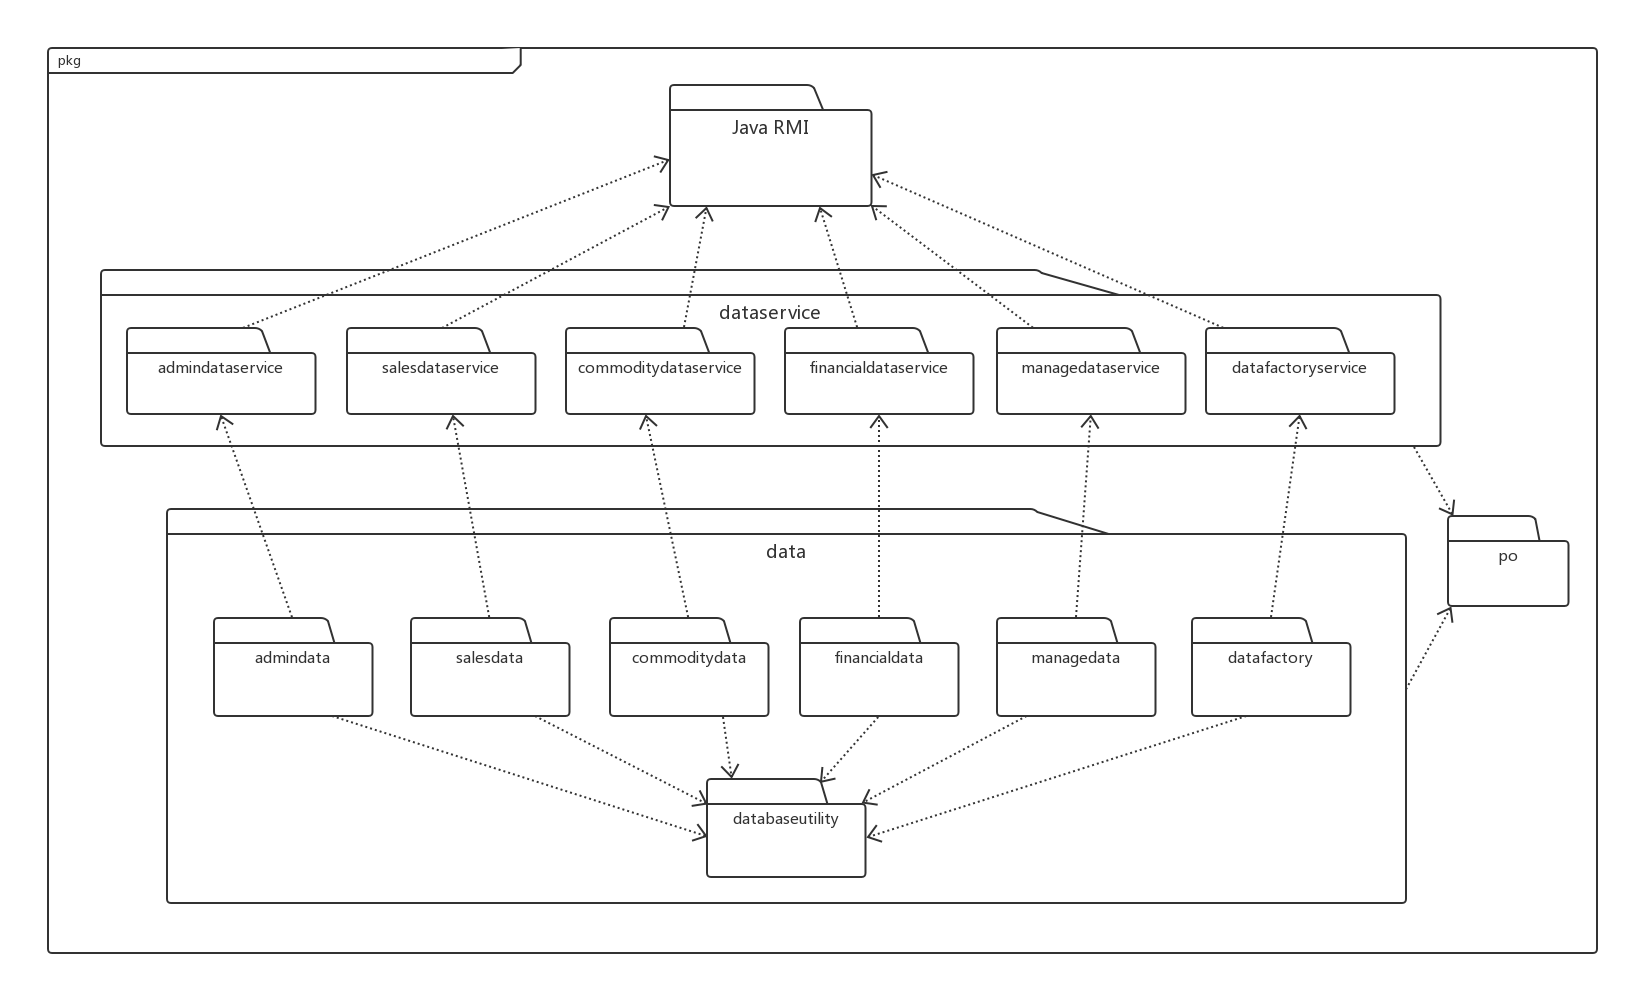 pkg
Java RMI
dataservice
admindataservice
salesdataservice
commoditydataservice
financialdataservice
managedataservice
datafactoryservice
data
po
admindata
salesdata
commoditydata
financialdata
managedata
datafactory
databaseutility